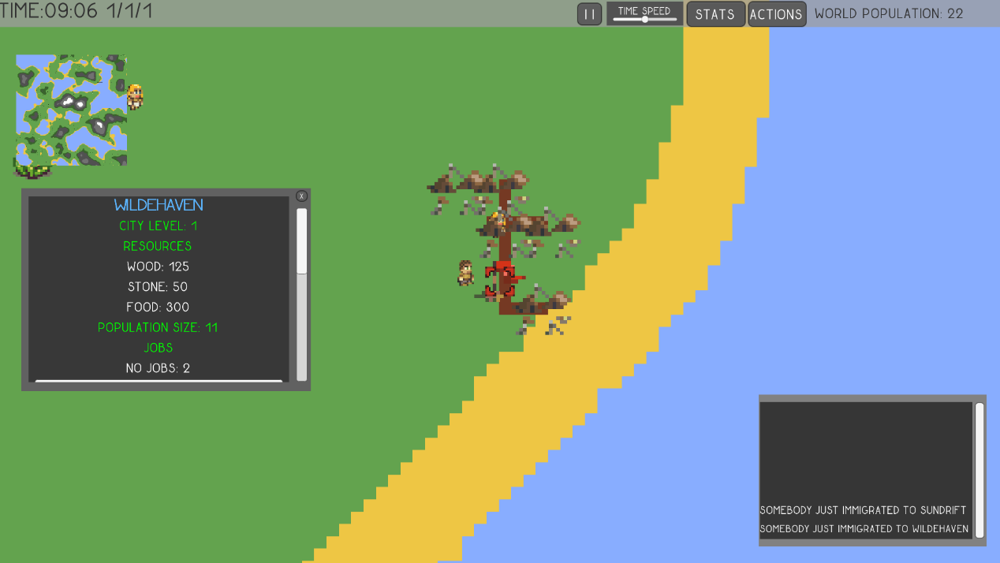 TIME:09:06 1/1/1
TIME SPEED
STATS
ACTIONS
WORLD POPULATION: 22
X
WILDEHAVEN
CITY LEVEL: 1
RESOURCES
WOOD: 125
STONE: 50
FOOD: 300
POPULATION SIZE: 11
JOBS
NO JOBS: 2
SOMEBODY JUST IMMIGRATED TO SUNDRIFT
SOMEBODY JUST IMMIGRATED TO WILDEHAVEN